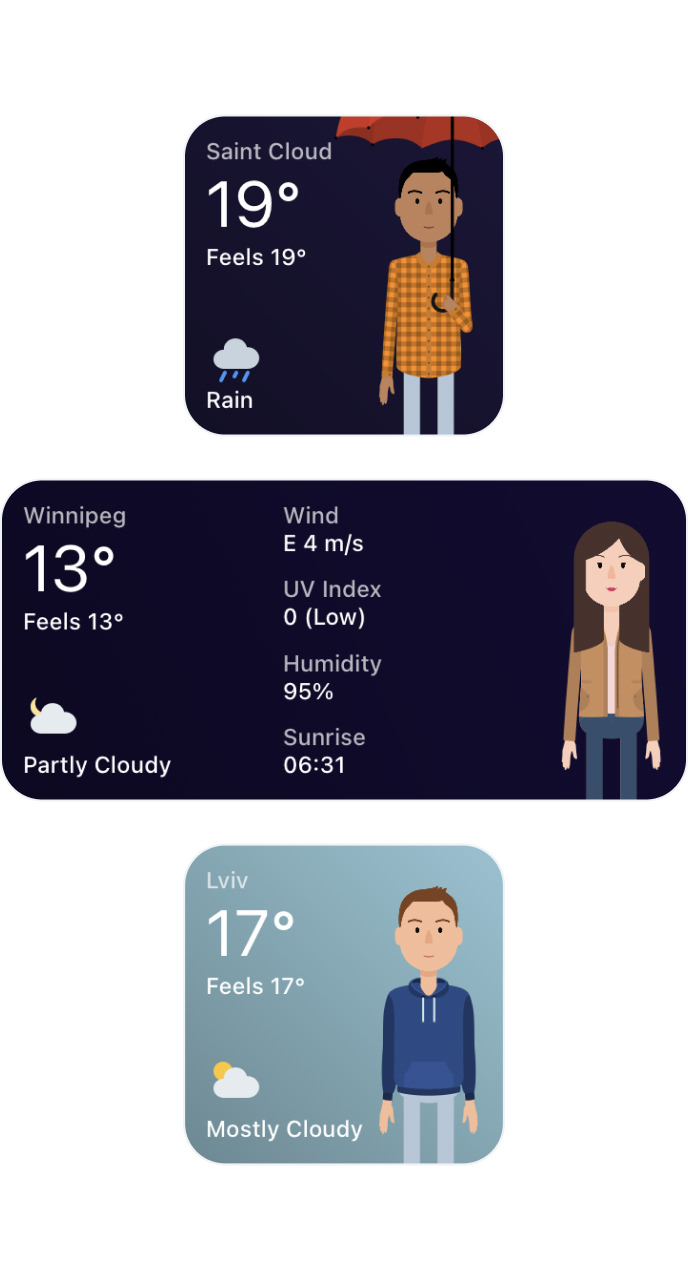 Saint Cloud
19°
Feels 19°
Rain
Winnipeg
13°
Feels 13°
Partly Cloudy
Wind
E 4 m/s
UV Index
0 (Low)
Humidity
95%
Sunrise
06:31
Lviv
17°
Feels 17°
Mostly Cloudy